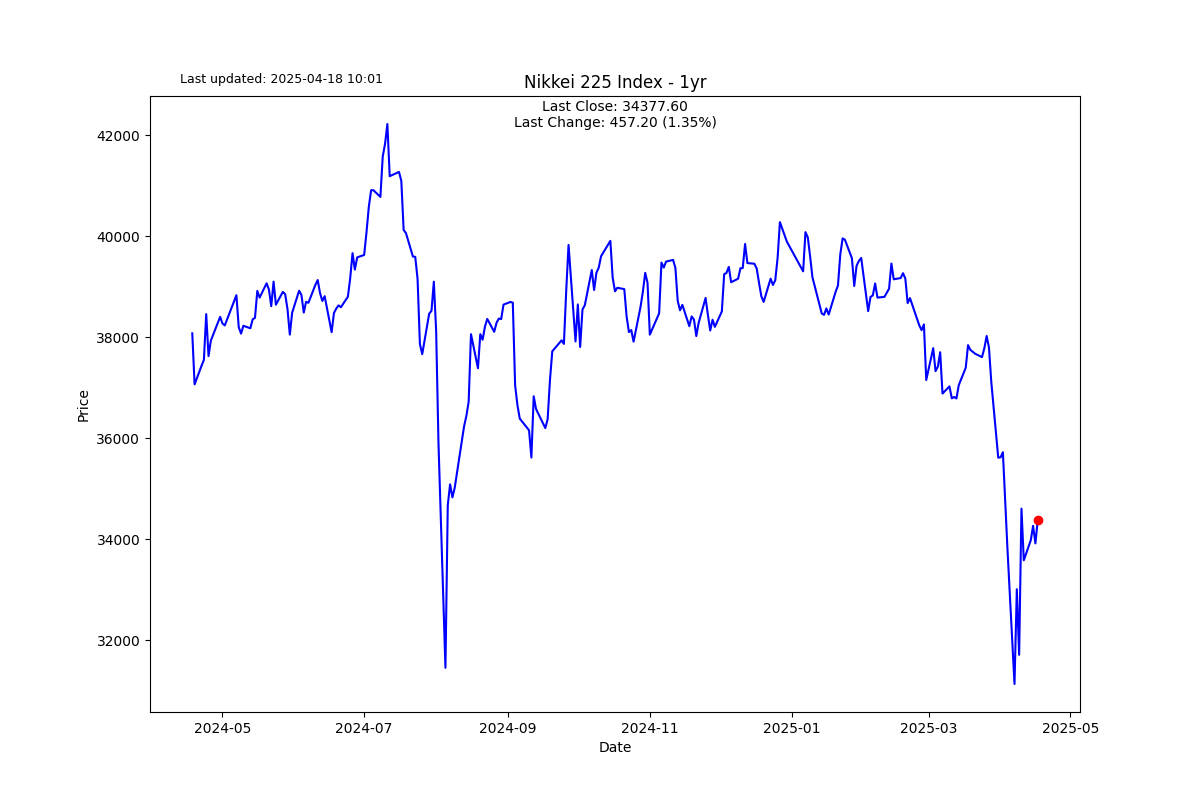 Last updated: 2025-04-18 10:01
Nikkei 225 Index - 1yr
Last Close: 34377.60
Last Change: 457.20 (1.35%)
Price
42000
40000
38000
36000
34000
32000
2024-05
2024-07
2024-09
2024-11
2025-01
2025-03
2025-05
Date